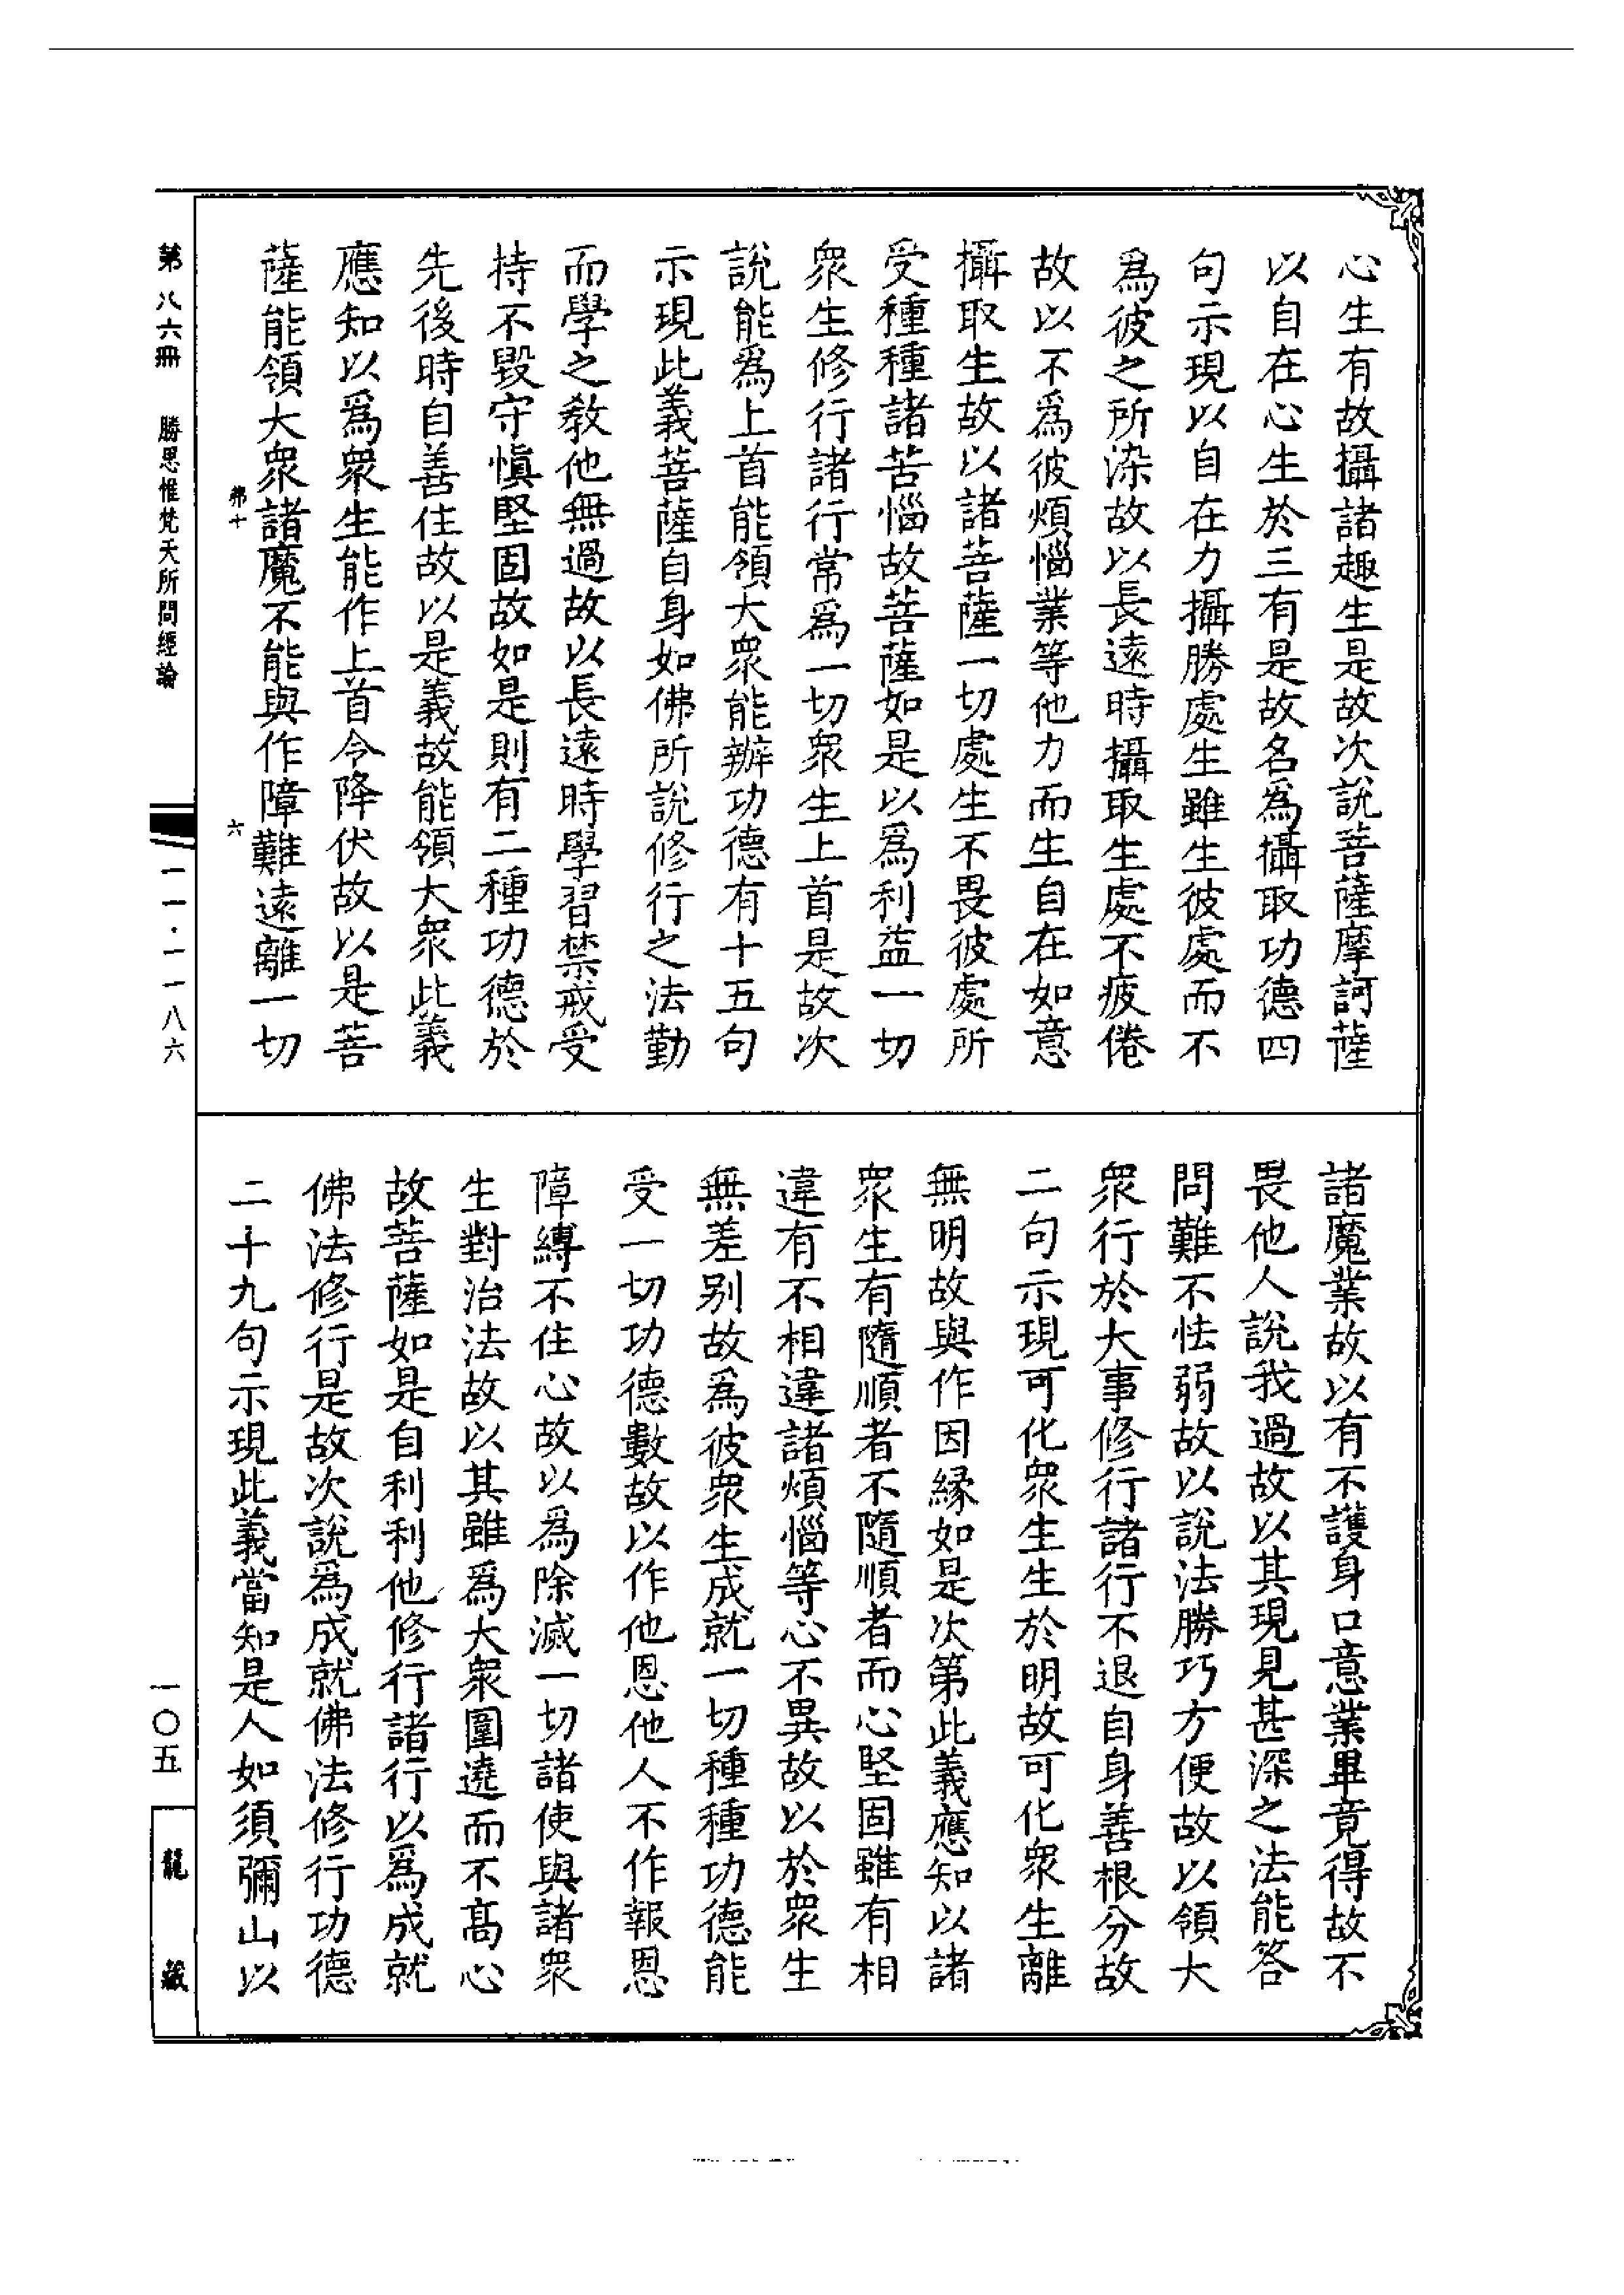 心生有故攝諸趣生是故次説菩薩摩訶薩
以自在心生於三有是故名爲攝取功德四
句示現以自在力攝勝處生雖生彼處而不
爲彼之所染故以長遠時攝取生處不疲倦
故以不爲彼煩惱業等他力而生自在如意
攝取生故以諸菩薩一切處生不畏彼處所
受種種諸苦惱故菩薩如是以爲利益一切
衆生修行諸行常爲一切衆生上首是故次
說能爲上首能領大衆能辦功德有十五句
示現此義菩薩自身如佛所說修行之法勤
而學之教他無過故以長遠時學習禁戒受
持不毀守愼堅固故如是則有二種功德於
先後時自善住故以是義故能領大衆此義
應知以爲衆生能作上首令降伏故以是菩
薩能領大衆諸魔不能與作障難遠離一切
弗十
六
諸魔業故以有不護身口意業畢竟得故不
畏他人說我過故以其現見甚深之法能答
問難不怯弱故以說法勝巧方便故以領大
衆行於大事修行諸行不退自身善根分故
二句示現可化衆生生於明故可化衆生離
無明故與作因緣如是次第此義應知以諸
衆生有隨順者不隨順者而心堅固雖有相
違有不相違諸煩惱等心不異故以於衆生
無差别故爲彼衆生成就一切種種功德能
受一切功德數故以作他恩他人不作報恩
障縛不住心故以爲除滅一切諸使與諸衆
生對治法故以其雖爲大衆圍遶而不髙心
故菩薩如是自利利他修行諸行以爲成就
佛法修行是故次說爲成就佛法修行功德
二十九句示現此義當知是人如須彌山以
第八六冊 勝思惟梵天所問經論
一一·一一八六
一〇五
龍藏